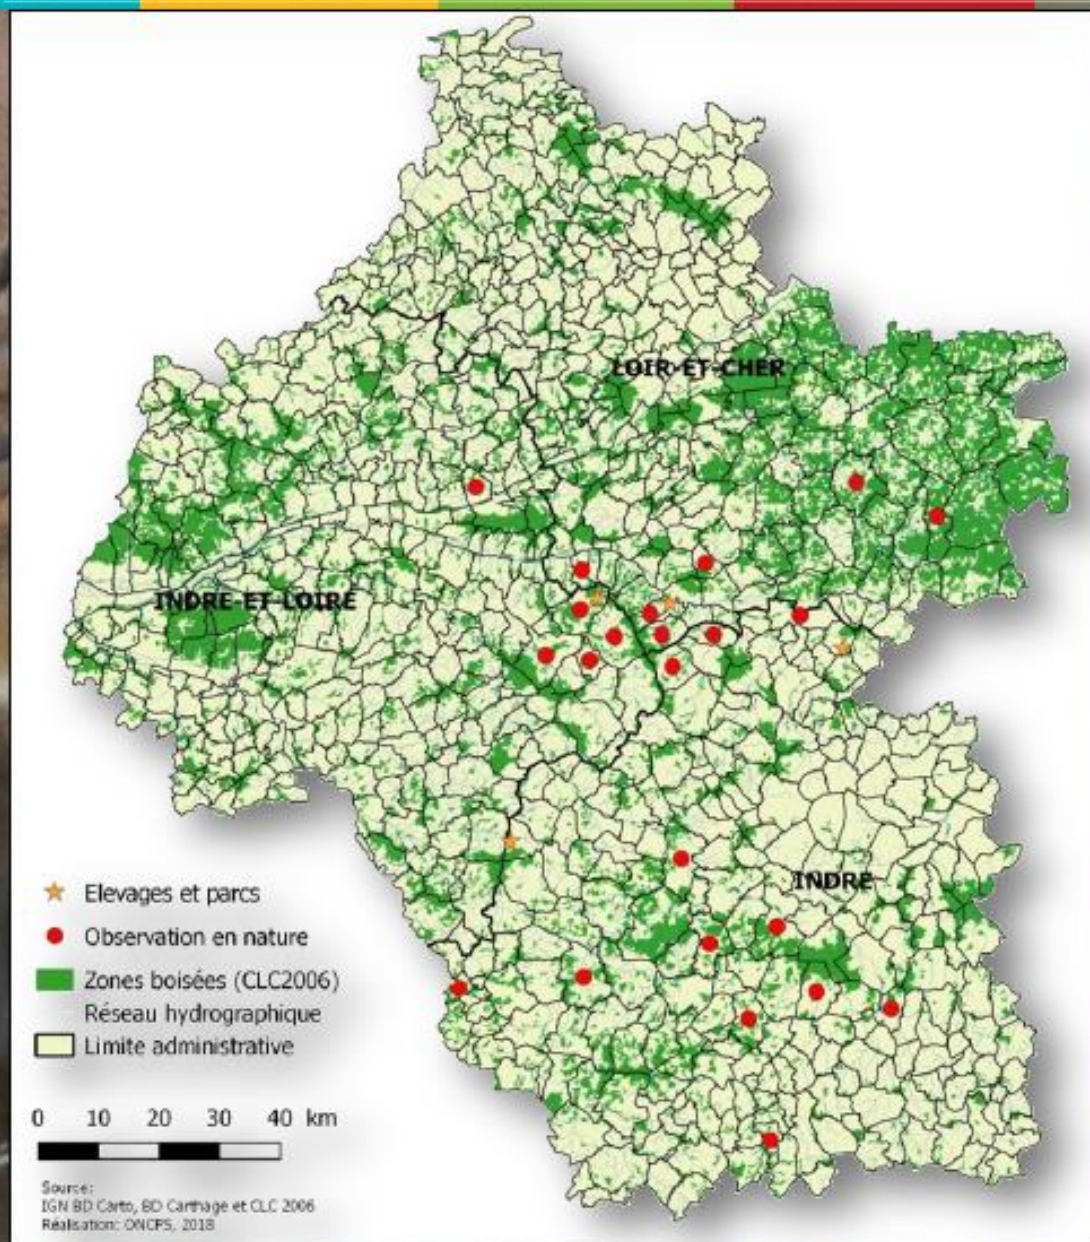 LOIR-ET-CHER
INDRE-ET-LOIRE
INDRE
Elevages et parcs
Observation en nature
Zones boisées (CLC2006)
Réseau hydrographique
Limite administrative
0 10 20 30 40 km
Source:
IGN BD Carto, BD Carthage et CLC 2006
Réalisation: ONCFS, 2018